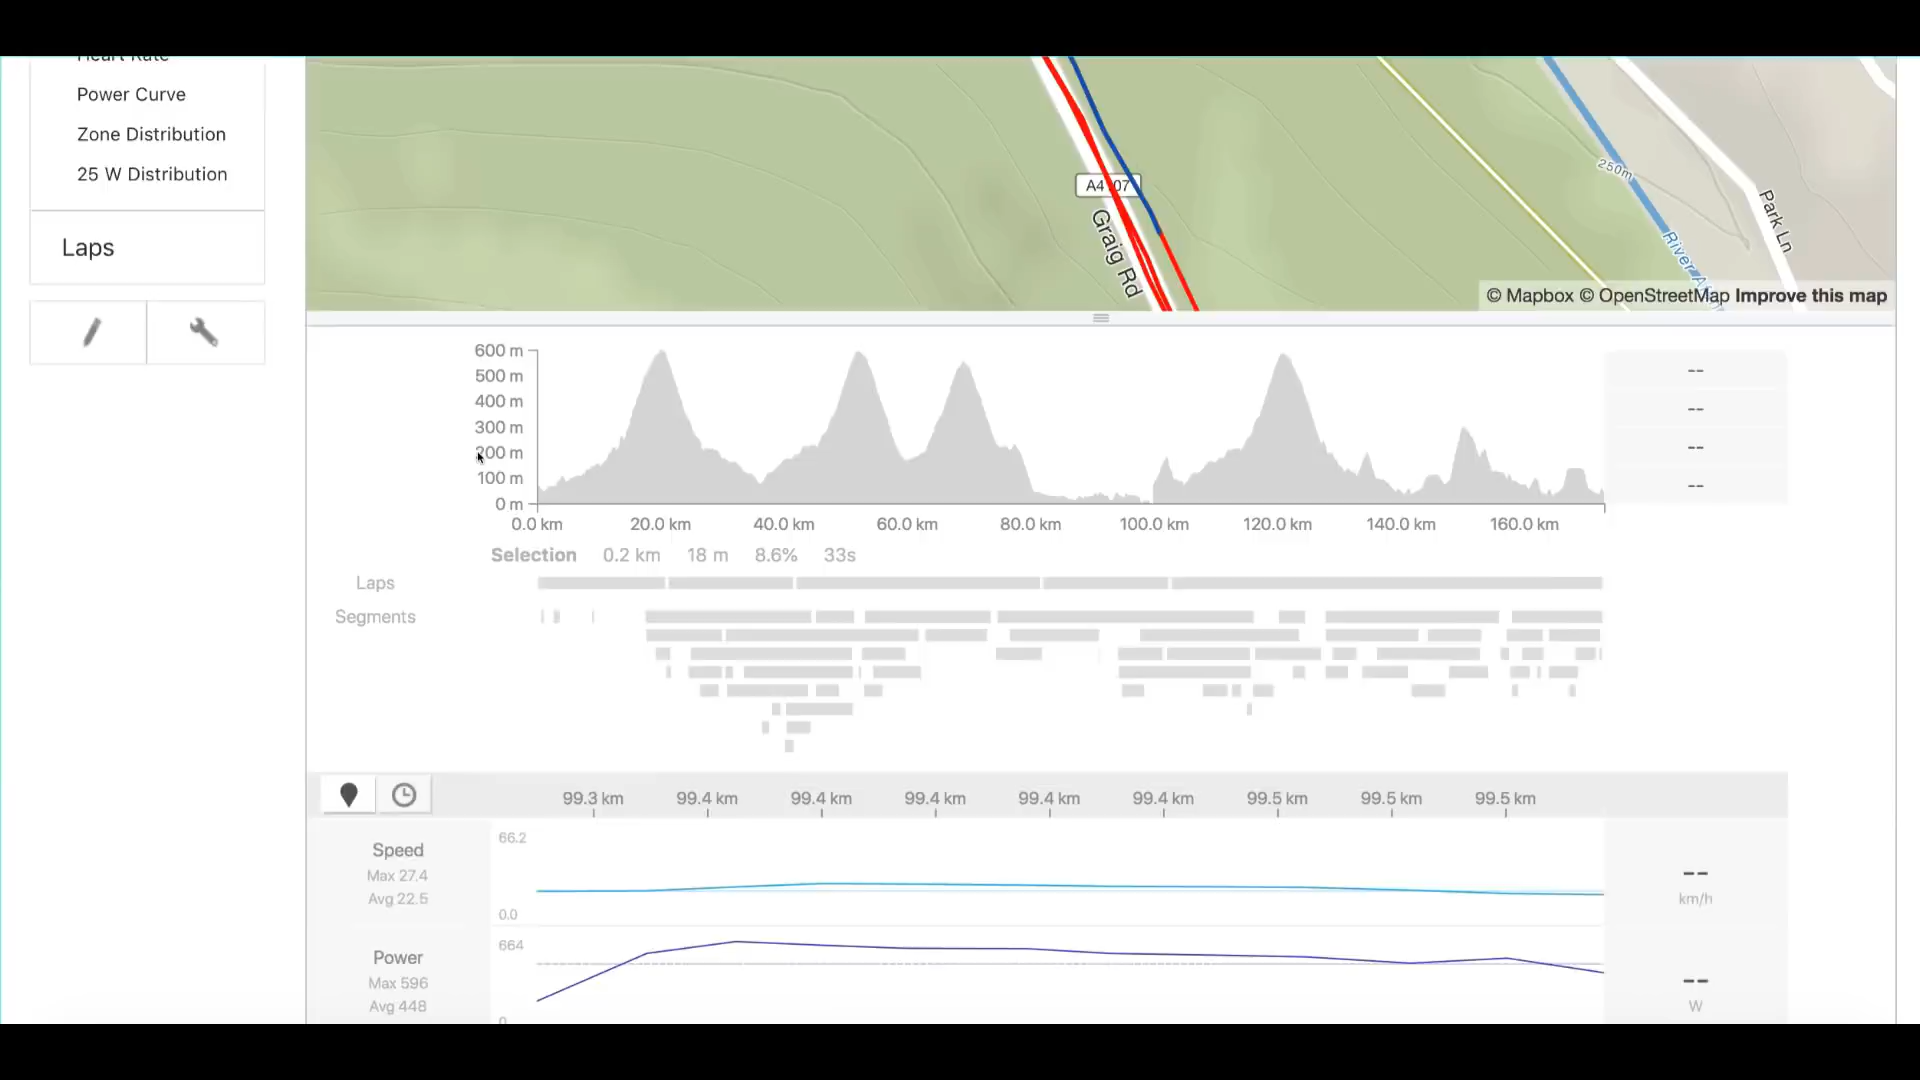 Heart Rate
Power Curve
Zone Distribution
25 W Distribution
Laps
Graig Rd
250m
Park Ln
© Mapbox © OpenStreetMap Improve this map
600 m
500 m
400 m
300 m
200 m
100 m
0 m
--
--
--
--
0.0 km 20.0 km 40.0 km 60.0 km 80.0 km 100.0 km 120.0 km 140.0 km 160.0 km
Selection 0.2 km 18 m 8.6% 33s
Laps
Segments
99.3 km 99.4 km 99.4 km 99.4 km 99.4 km 99.4 km 99.5 km 99.5 km 99.5 km
Speed
Max 27.4
Avg 22.5
66.2
0.0
--
km/h
Power
Max 596
Avg 448
664
0
--
W
River